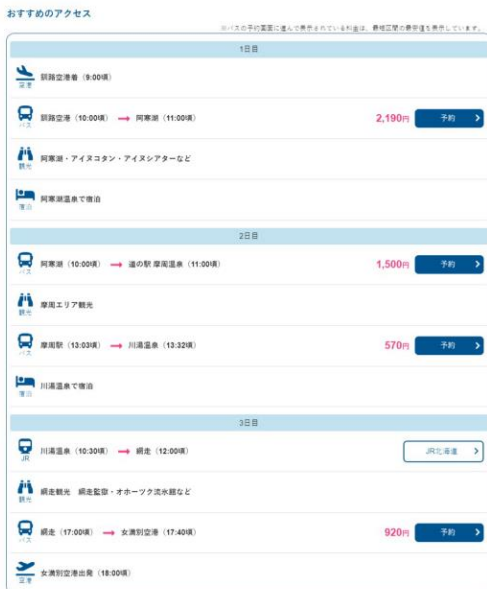 おすすめのアクセス
※バスの予約画面に進んで表示されている料金は、最短区間の最安値を表示しています。
1日目
空港
釧路空港着（9:00頃）
バス
釧路空港（10:00頃） → 阿寒湖（11:00頃）
2,190円
予約
観光
阿寒湖・アイヌコタン・アイヌシアターなど
宿泊
阿寒湖温泉で宿泊
2日目
バス
阿寒湖（10:00頃） → 道の駅 摩周温泉（11:00頃）
1,500円
予約
観光
摩周エリア観光
バス
摩周駅（13:03頃） → 川湯温泉（13:32頃）
570円
予約
宿泊
川湯温泉で宿泊
3日目
JR
川湯温泉（10:30頃） → 網走（12:00頃）
JR北海道
観光
網走観光　網走監獄・オホーツク流氷館など
バス
網走（17:00頃） → 女満別空港（17:40頃）
920円
予約
空港
女満別空港出発（18:00頃）